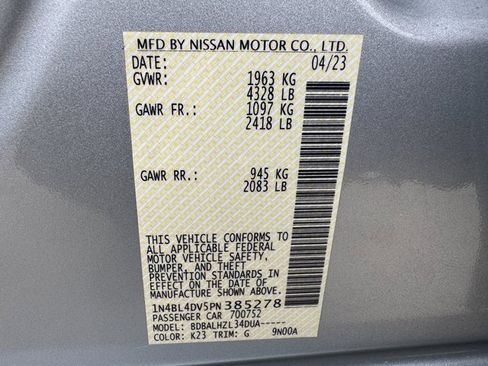 MFD BY NISSAN MOTOR CO., LTD.
DATE: 04/23
GVWR: 1963 KG
4328 LB
GAWR FR.: 1097 KG
2418 LB
GAWR RR.: 945 KG
2083 LB
THIS VEHICLE CONFORMS TO
ALL APPLICABLE FEDERAL
MOTOR VEHICLE SAFETY,
BUMPER, AND THEFT
PREVENTION STANDARDS IN
EFFECT ON THE DATE OF
MANUFACTURE SHOWN ABOVE.
1N4BL4DV5PN385278
PASSENGER CAR 700752
MODEL: BDBALHZL34DUA-----
COLOR: K23 TRIM: G 9N00A